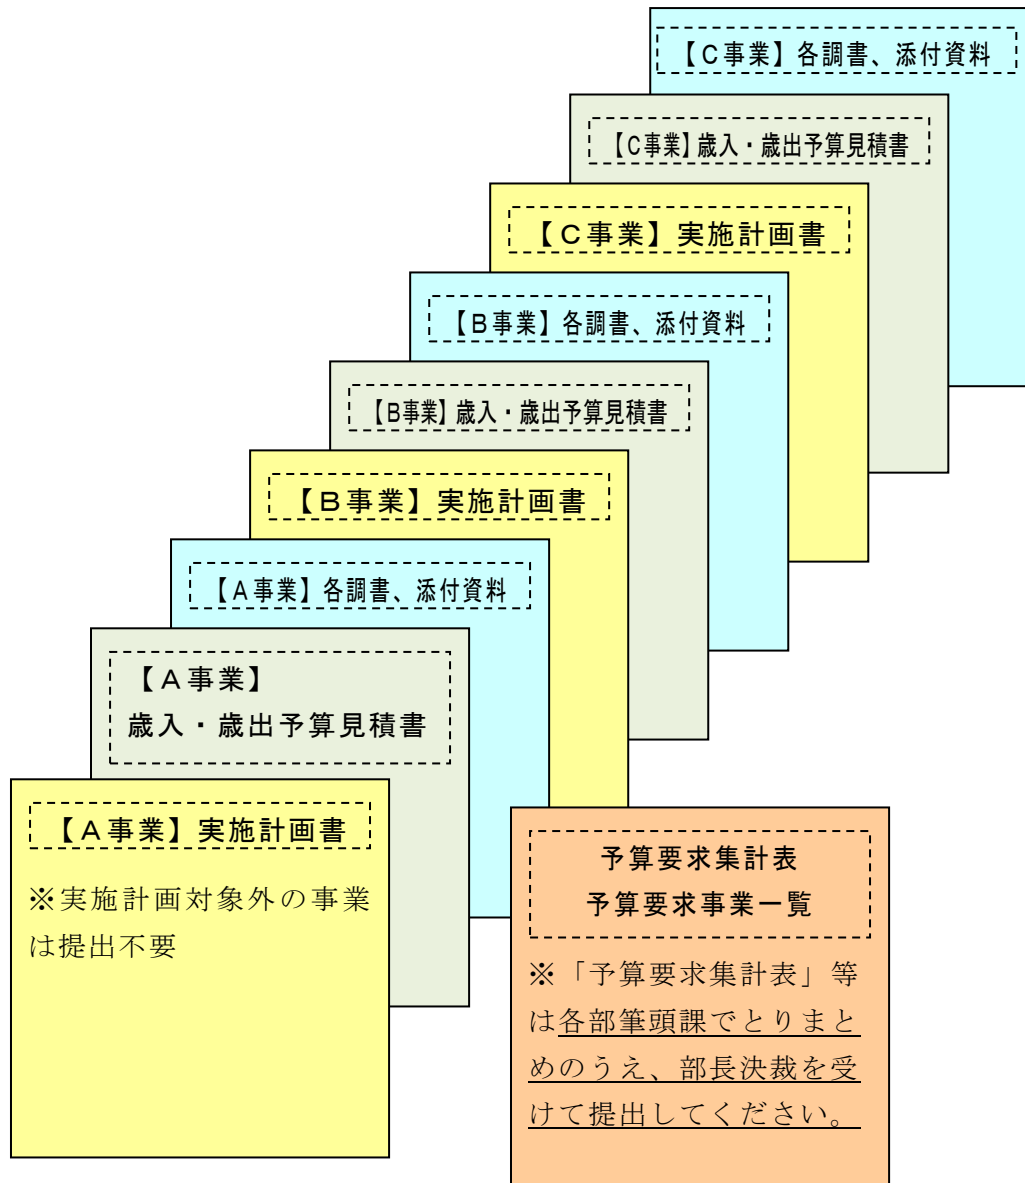 【C事業】各調書、添付資料
【C事業】歳入・歳出予算見積書
【C事業】実施計画書
【B事業】各調書、添付資料
【B事業】歳入・歳出予算見積書
【B事業】実施計画書
【A事業】各調書、添付資料
【A事業】
歳入・歳出予算見積書
【A事業】実施計画書
※実施計画対象外の事業
は提出不要
予算要求集計表
予算要求事業一覧
※「予算要求集計表」等
は各部筆頭課でとりまと
めのうえ、部長決裁を受
けて提出してください。